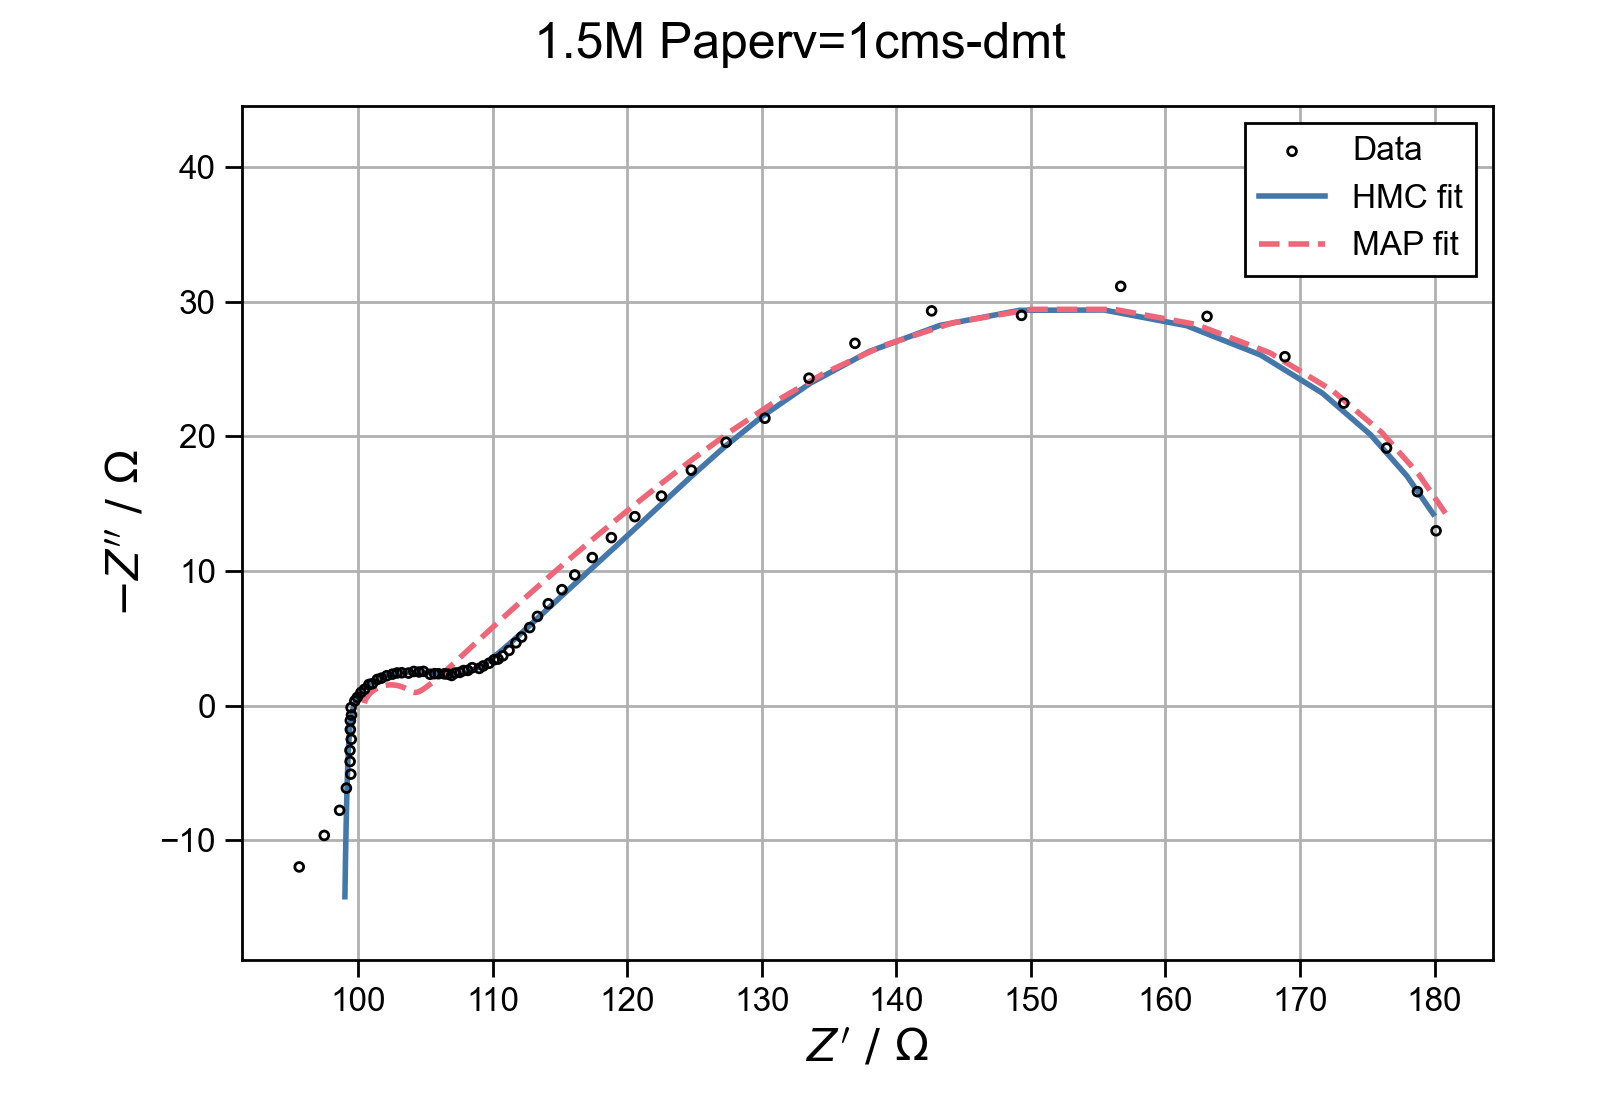 1.5M Paperv=1cms-dmt
Data
HMC fit
MAP fit
−Z′′ / Ω
40
30
20
10
0
−10
100 110 120 130 140 150 160 170 180
Z′ / Ω